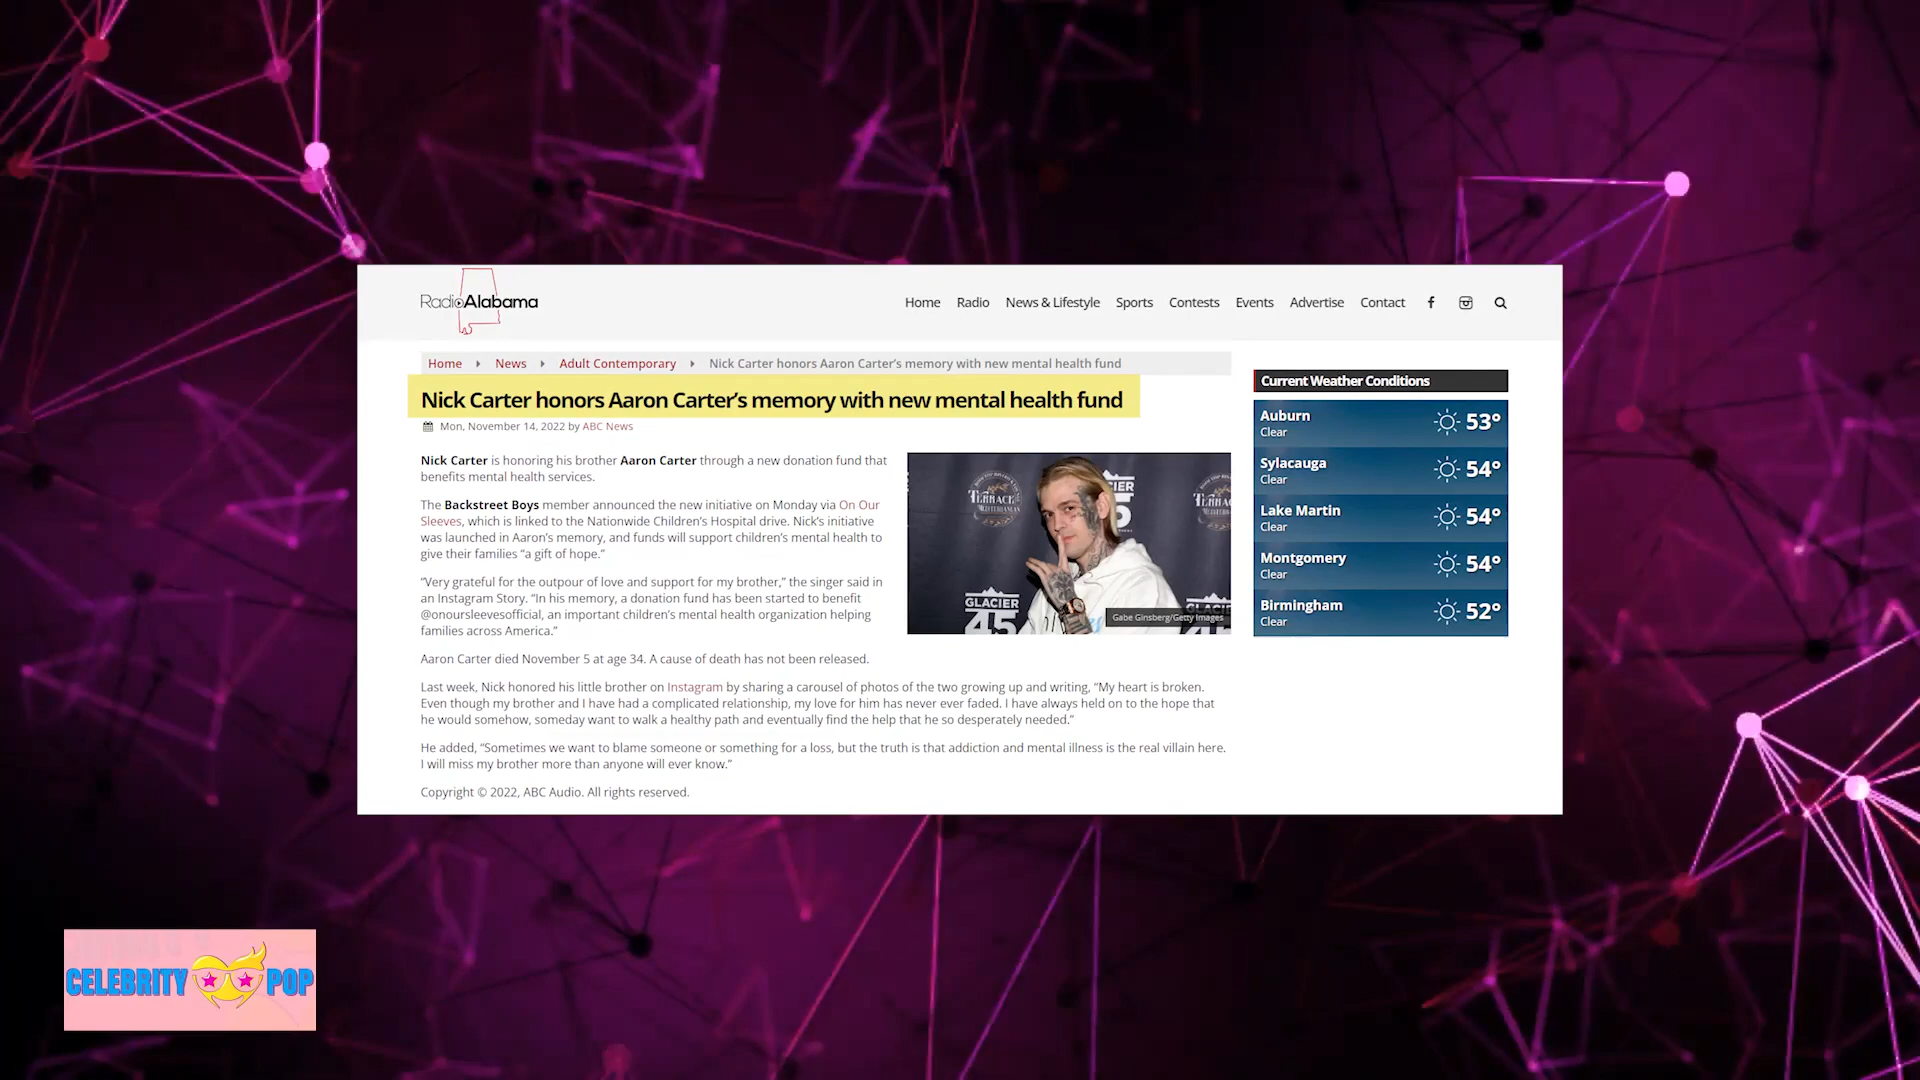 RadioAlabama
Home Radio News & Lifestyle Sports Contests Events Advertise Contact
Home News Adult Contemporary Nick Carter honors Aaron Carter’s memory with new mental health fund
Nick Carter honors Aaron Carter’s memory with new mental health fund
Mon, November 14, 2022 by ABC News
Nick Carter is honoring his brother Aaron Carter through a new donation fund that
benefits mental health services.
The Backstreet Boys member announced the new initiative on Monday via On Our
Sleeves, which is linked to the Nationwide Children’s Hospital drive. Nick’s initiative
was launched in Aaron’s memory, and funds will support children’s mental health to
give their families “a gift of hope.”
“Very grateful for the outpour of love and support for my brother,” the singer said in
an Instagram Story. “In his memory, a donation fund has been started to benefit
@onoursleevesofficial, an important children’s mental health organization helping
families across America.”
TERRACE
MEDITERRANEAN
GLACIER
45
Gabe Ginsberg/Getty Images
Aaron Carter died November 5 at age 34. A cause of death has not been released.
Last week, Nick honored his little brother on Instagram by sharing a carousel of photos of the two growing up and writing, “My heart is broken.
Even though my brother and I have had a complicated relationship, my love for him has never ever faded. I have always held on to the hope that
he would somehow, someday want to walk a healthy path and eventually find the help that he so desperately needed.”
He added, “Sometimes we want to blame someone or something for a loss, but the truth is that addiction and mental illness is the real villain here.
I will miss my brother more than anyone will ever know.”
Copyright © 2022, ABC Audio. All rights reserved.
Current Weather Conditions
Auburn 53°
Clear
Sylacauga 54°
Clear
Lake Martin 54°
Clear
Montgomery 54°
Clear
Birmingham 52°
Clear
CELEBRITY POP